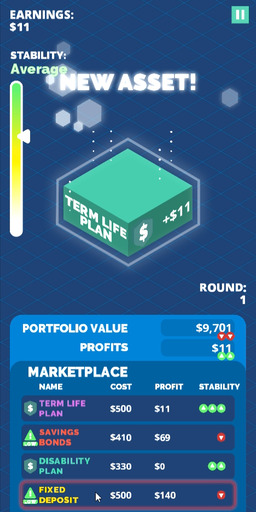 EARNINGS:
$11
STABILITY:
Average
NEW ASSET!
TERM LIFE
PLAN
$ +$11
ROUND:
1
PORTFOLIO VALUE $9,701
PROFITS $11
MARKETPLACE
NAME COST PROFIT STABILITY
$ TERM LIFE PLAN $500 $11
SAVINGS BONDS $410 $69
$ DISABILITY PLAN $330 $0
FIXED DEPOSIT $500 $140